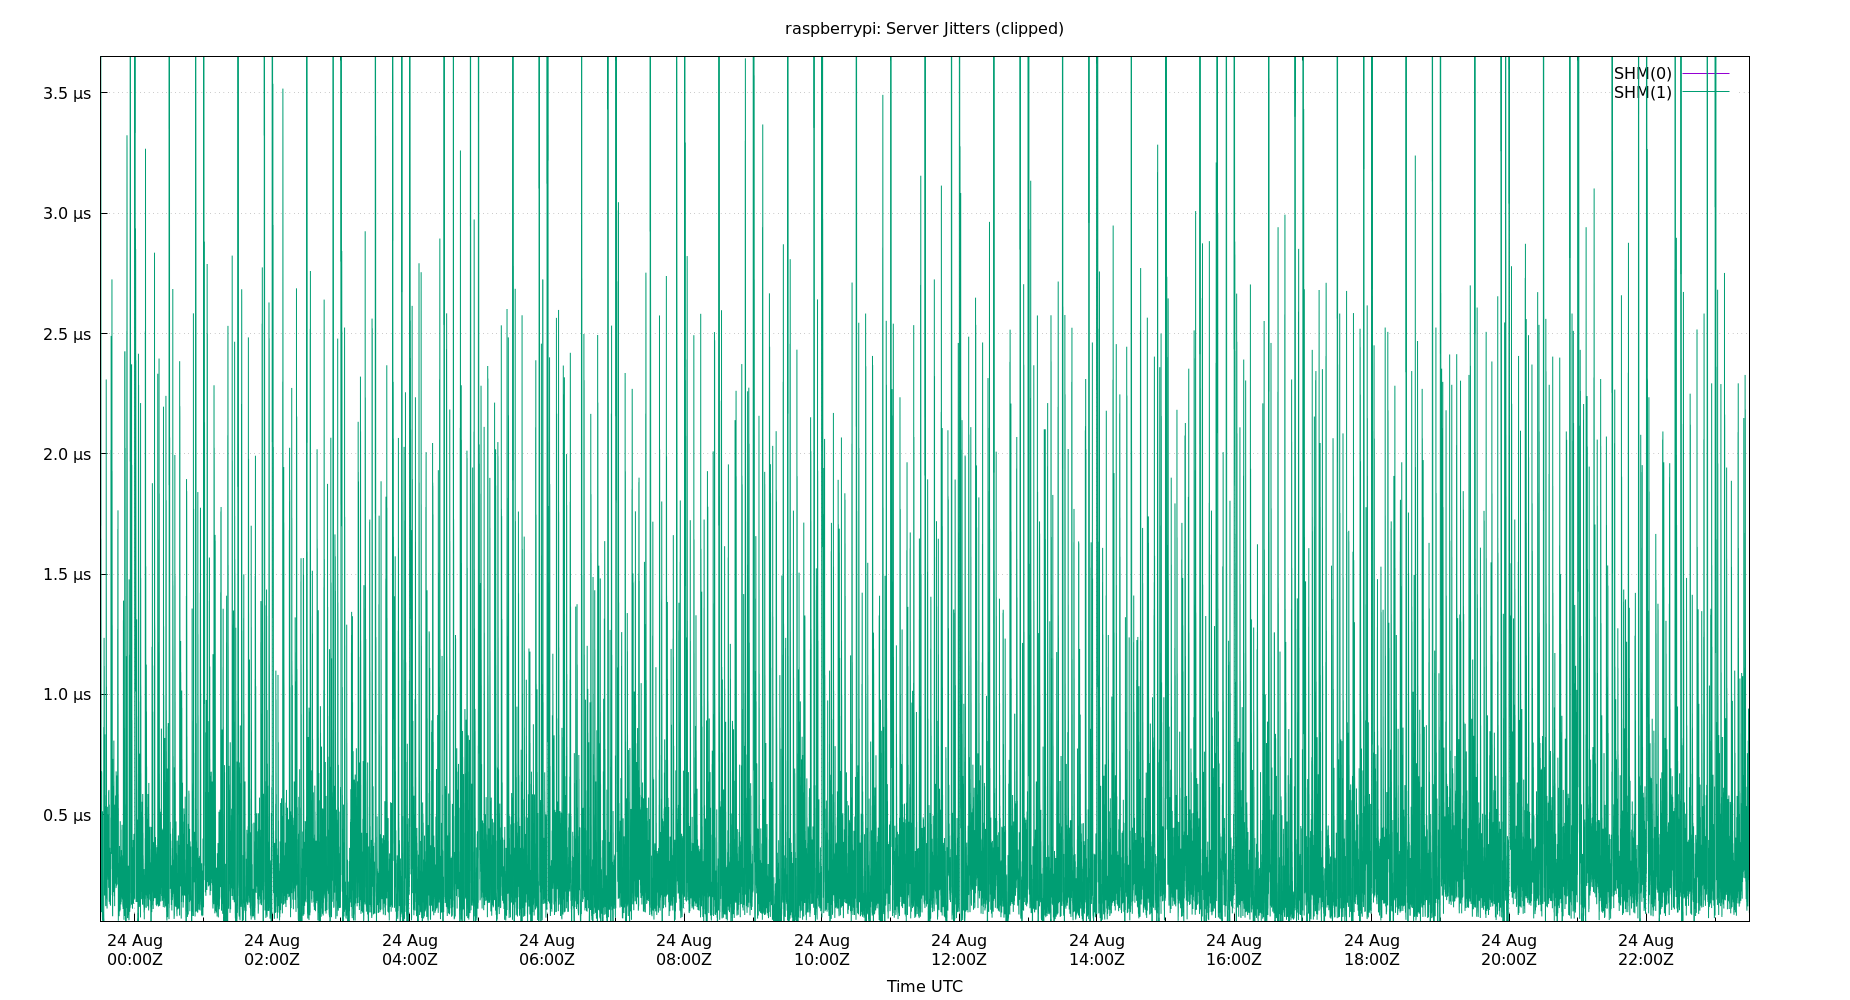 raspberrypi: Server Jitters (clipped)
SHM(0)
SHM(1)
3.5 µs
3.0 µs
2.5 µs
2.0 µs
1.5 µs
1.0 µs
0.5 µs
24 Aug 24 Aug 24 Aug 24 Aug 24 Aug 24 Aug 24 Aug 24 Aug 24 Aug 24 Aug 24 Aug 24 Aug
00:00Z 02:00Z 04:00Z 06:00Z 08:00Z 10:00Z 12:00Z 14:00Z 16:00Z 18:00Z 20:00Z 22:00Z
Time UTC